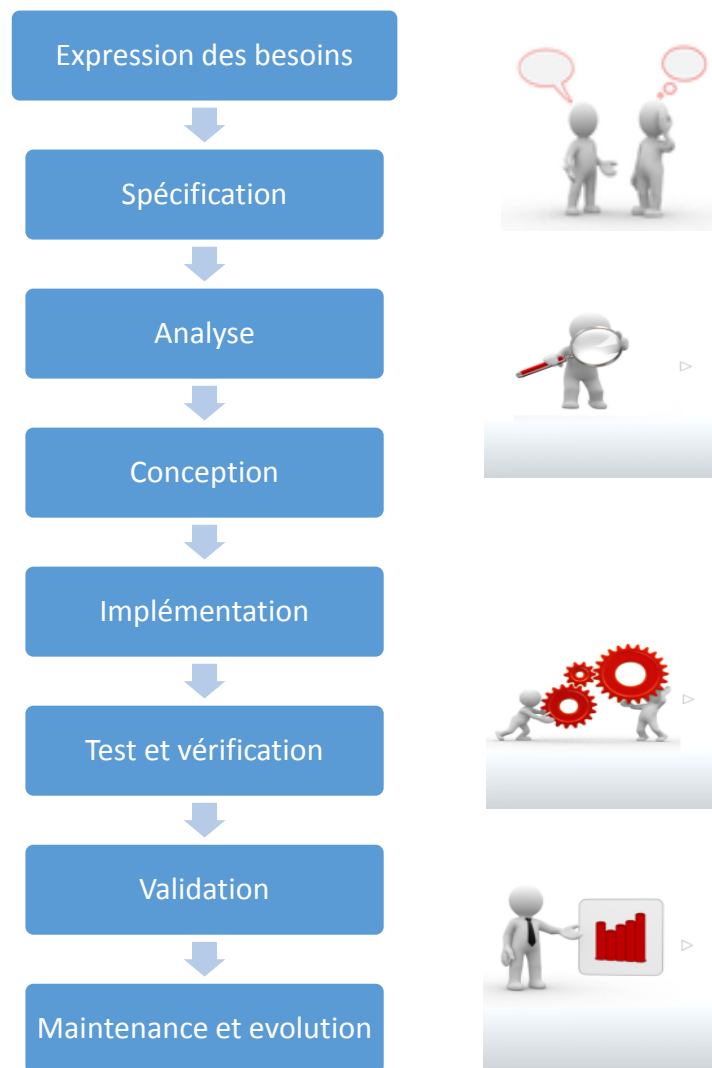 Expression des besoins
Spécification
Analyse
Conception
Implémentation
Test et vérification
Validation
Maintenance et evolution